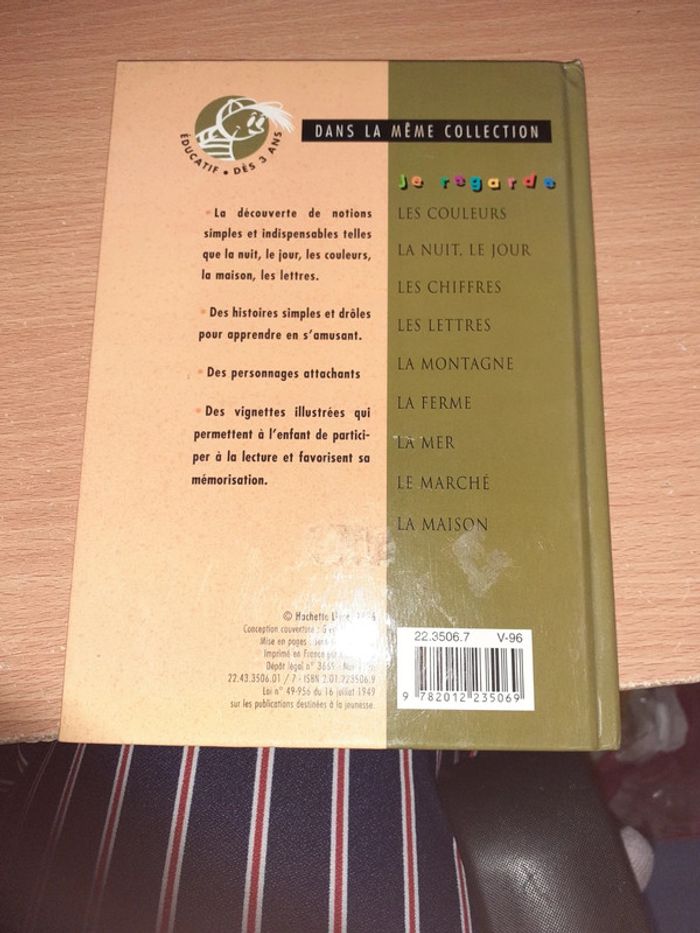 ÉDUCATIF • DÈS 3 ANS
DANS LA MÊME COLLECTION
je regarde
• La découverte de notions
simples et indispensables telles
que la nuit, le jour, les couleurs,
la maison, les lettres.
• Des histoires simples et drôles
pour apprendre en s'amusant.
• Des personnages attachants
• Des vignettes illustrées qui
permettent à l'enfant de partici-
per à la lecture et favorisent sa
mémorisation.
LES COULEURS
LA NUIT, LE JOUR
LES CHIFFRES
LES LETTRES
LA MONTAGNE
LA FERME
LA MER
LE MARCHÉ
LA MAISON
© Hachette
Conception couverture :
Mise en pages :
Imprimé en France par
Dépôt légal n°
22.43.3506.01 / 7 - ISBN 2.01.223506.9
Loi n° 49-956 du 16 juillet 1949
sur les publications destinées à la jeunesse.
22.3506.7 V-96
9 782012 235069